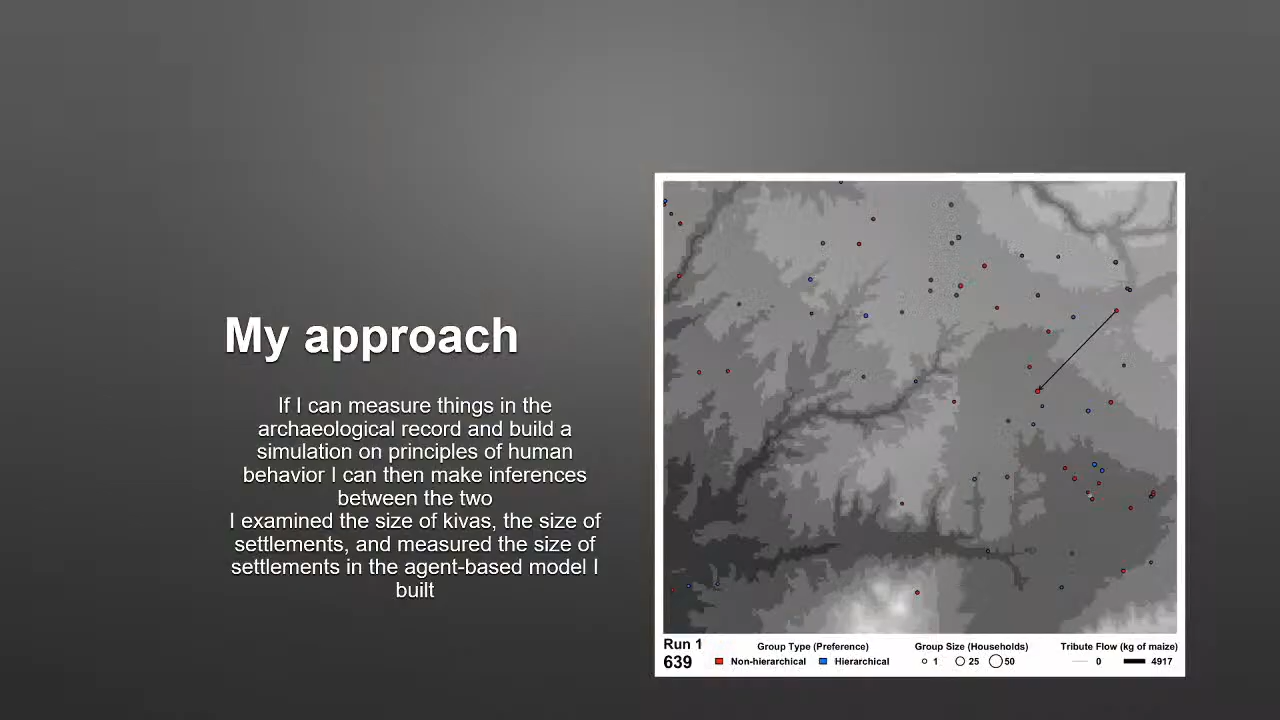 My approach
If I can measure things in the
archaeological record and build a
simulation on principles of human
behavior I can then make inferences
between the two
I examined the size of kivas, the size of
settlements, and measured the size of
settlements in the agent-based model I
built
Run 1
639
Group Type (Preference)
Non-hierarchical Hierarchical
Group Size (Households)
1 25 50
Tribute Flow (kg of maize)
0 4917